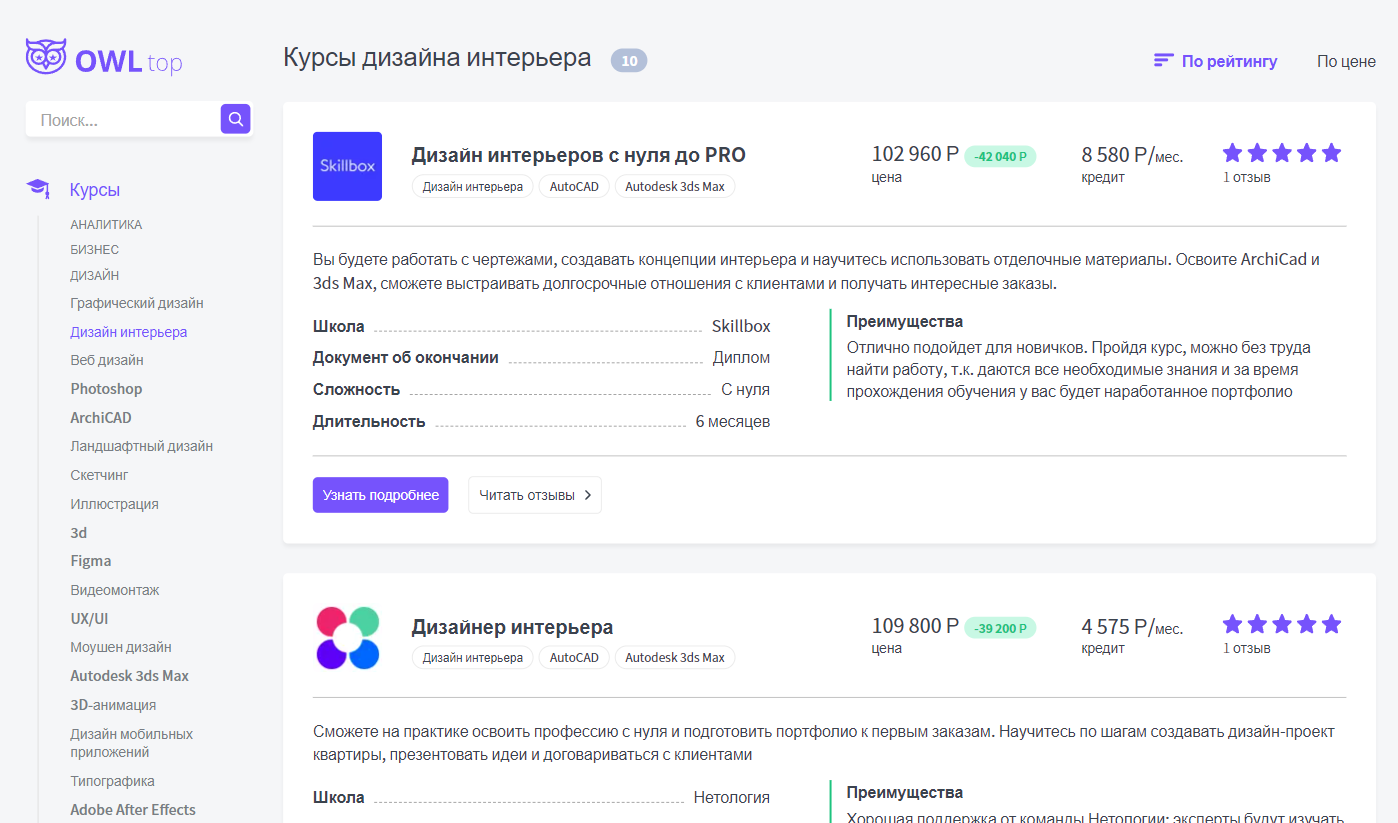 OWL top
Поиск...
Курсы
АНАЛИТИКА
БИЗНЕС
ДИЗАЙН
Графический дизайн
Дизайн интерьера
Веб дизайн
Photoshop
ArchiCAD
Ландшафтный дизайн
Скетчинг
Иллюстрация
3d
Figma
Видеомонтаж
UX/UI
Моушен дизайн
Autodesk 3ds Max
3D-анимация
Дизайн мобильных
приложений
Типографика
Adobe After Effects
Курсы дизайна интерьера 10
По рейтингу По цене
Skillbox
Дизайн интерьеров с нуля до PRO
Дизайн интерьера AutoCAD Autodesk 3ds Max
102 960 Р -42 040 Р
цена
8 580 Р/мес.
кредит
1 отзыв
Вы будете работать с чертежами, создавать концепции интерьера и научитесь использовать отделочные материалы. Освоите ArchiCad и
3ds Max, сможете выстраивать долгосрочные отношения с клиентами и получать интересные заказы.
Школа Skillbox
Документ об окончании Диплом
Сложность С нуля
Длительность 6 месяцев
Преимущества
Отлично подойдет для новичков. Пройдя курс, можно без труда
найти работу, т.к. даются все необходимые знания и за время
прохождения обучения у вас будет наработанное портфолио
Узнать подробнее Читать отзывы
Дизайнер интерьера
Дизайн интерьера AutoCAD Autodesk 3ds Max
109 800 Р -39 200 Р
цена
4 575 Р/мес.
кредит
1 отзыв
Сможете на практике освоить профессию с нуля и подготовить портфолио к первым заказам. Научитесь по шагам создавать дизайн-проект
квартиры, презентовать идеи и договариваться с клиентами
Школа Нетология
Преимущества
Хорошая поддержка от команды Нетологии: эксперты будут изучать